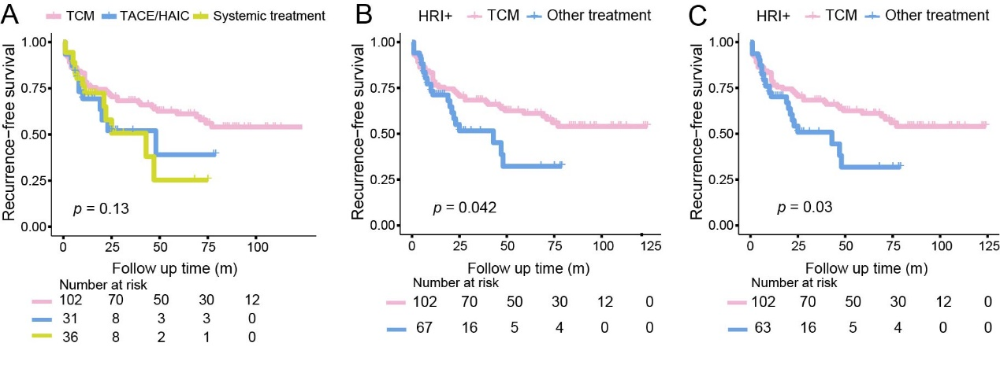 A
TCM TACE/HAIC Systemic treatment
Recurrence-free survival
1.00
0.75
0.50
0.25
0.00
p = 0.13
0 25 50 75 100
Follow up time (m)
Number at risk
102 70 50 30 12
31 8 3 3 0
36 8 2 1 0
B
HRI+ TCM Other treatment
Recurrence-free survival
1.00
0.75
0.50
0.25
0.00
p = 0.042
0 25 50 75 100 125
Follow up time (m)
Number at risk
102 70 50 30 12 0
67 16 5 4 0 0
C
HRI+ TCM Other treatment
Recurrence-free survival
1.00
0.75
0.50
0.25
0.00
p = 0.03
0 25 50 75 100 125
Follow up time (m)
Number at risk
102 70 50 30 12 0
63 16 5 4 0 0